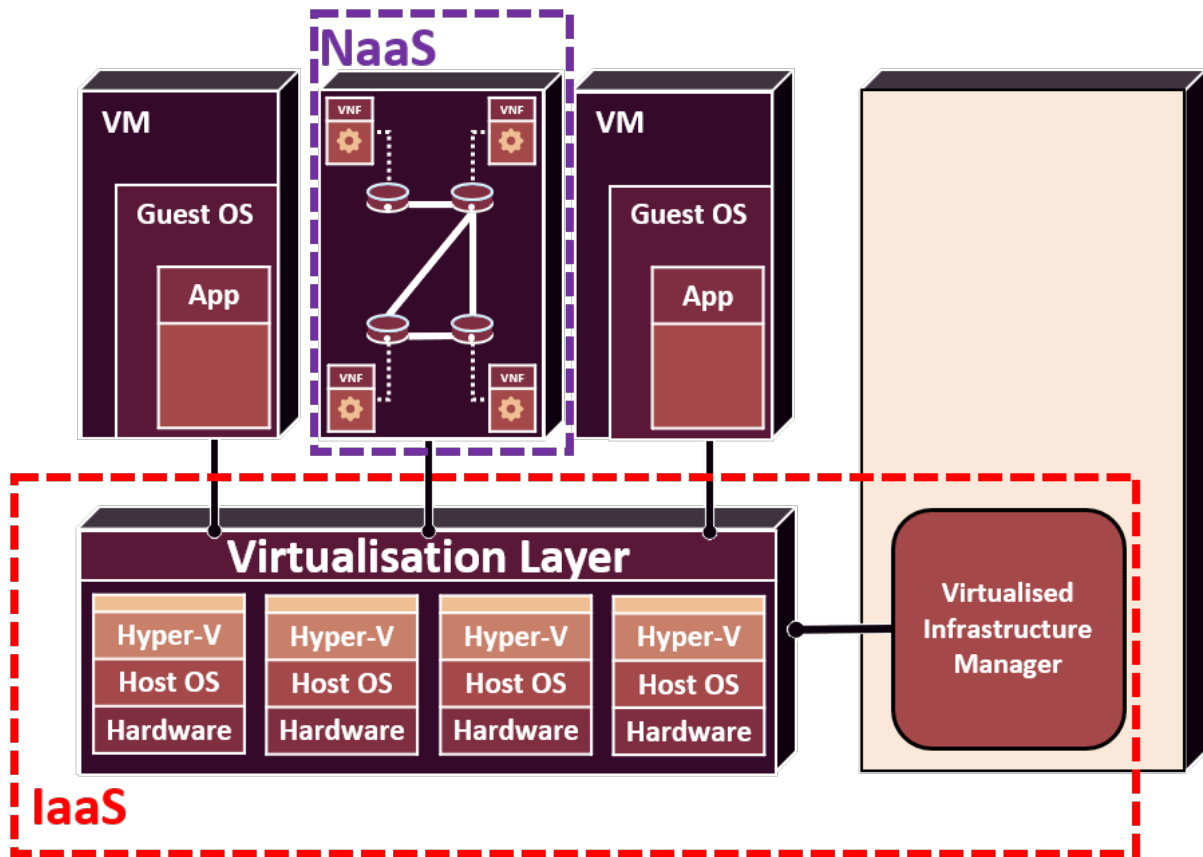 NaaS
VM
VNF
VNF
VM
Guest OS
Guest OS
App
App
VNF
VNF
Virtualisation Layer
Hyper-V
Hyper-V
Hyper-V
Hyper-V
Host OS
Host OS
Host OS
Host OS
Hardware
Hardware
Hardware
Hardware
Virtualised
Infrastructure
Manager
IaaS